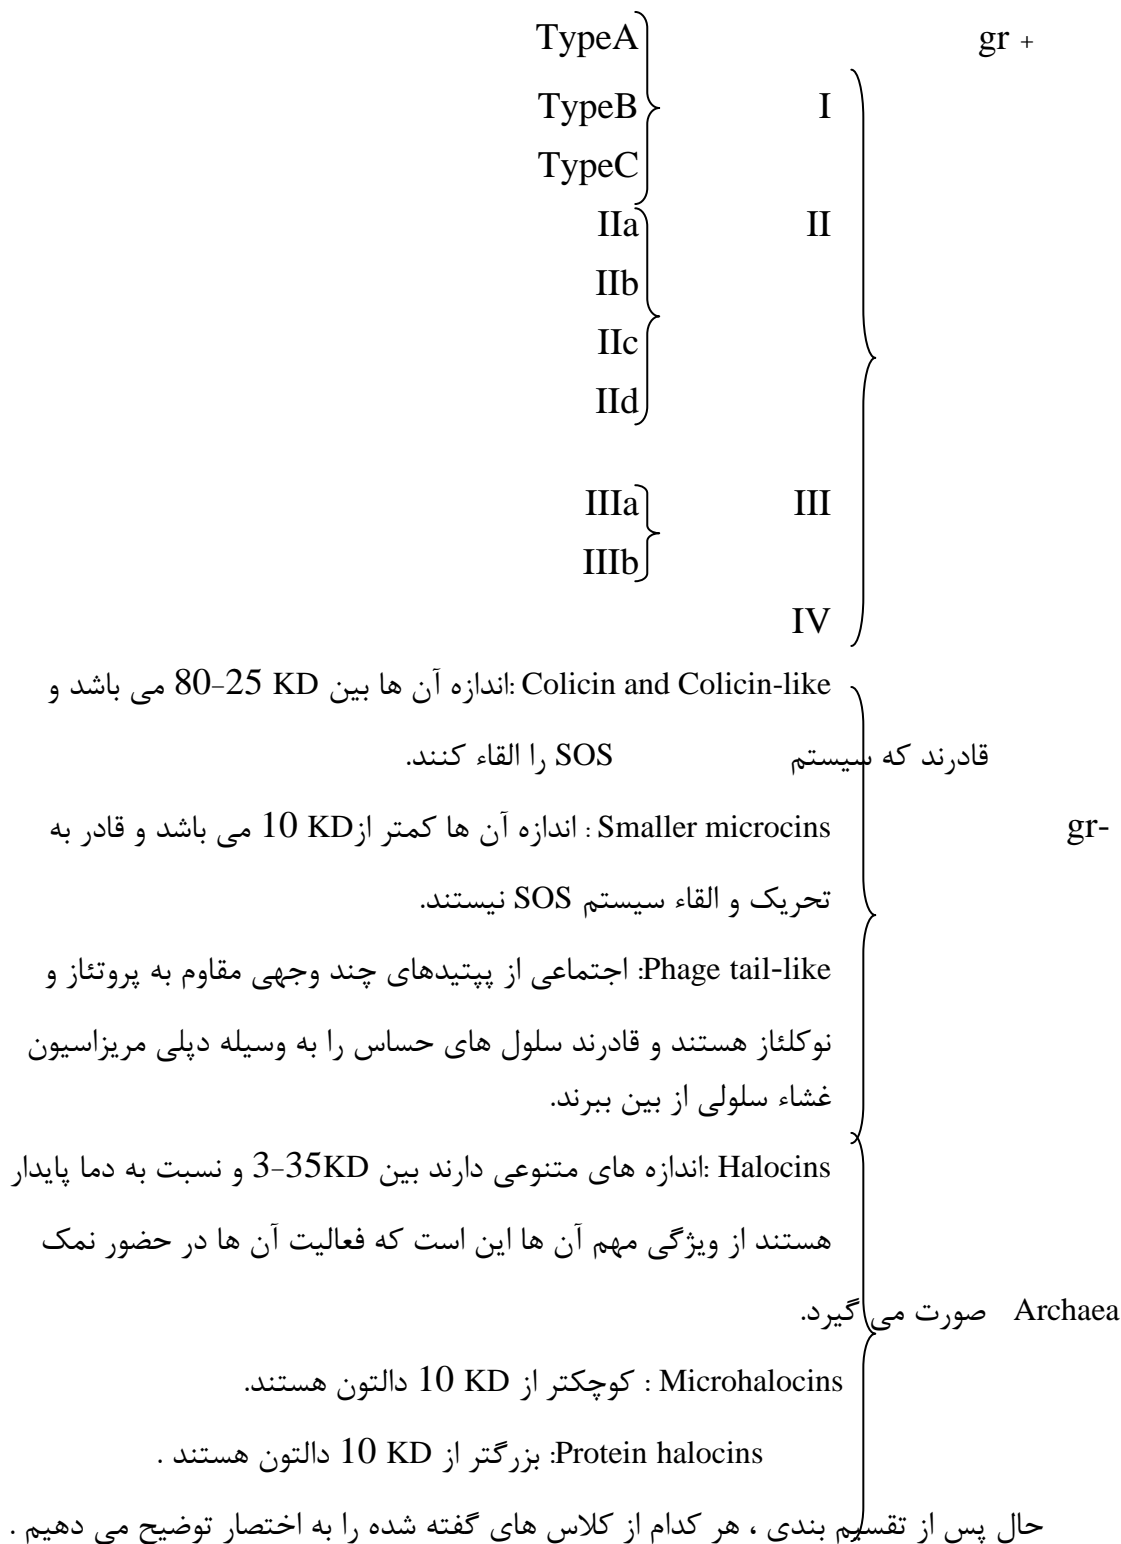 gr + TypeA
I TypeB
TypeC
II IIa
IIb
IIc
IId
III IIIa
IIIb
IV
Colicin and Colicin-like :اندازه آن ها بین 80-25 KD می باشد و
قادرند که سیستم SOS را القاء کنند.
gr- Smaller microcins : اندازه آن ها کمتر از 10 KD می باشد و قادر به
تحریک و القاء سیستم SOS نیستند.
Phage tail-like: اجتماعی از پپتیدهای چند وجهی مقاوم به پروتئاز و
نوکلئاز هستند و قادرند سلول های حساس را به وسیله دپلی مریزاسیون
غشاء سلولی از بین ببرند.
Halocins :اندازه های متنوعی دارند بین 3-35KD و نسبت به دما پایدار
هستند از ویژگی مهم آن ها این است که فعالیت آن ها در حضور نمک
Archaea صورت می گیرد.
Microhalocins : کوچکتر از 10 KD دالتون هستند.
Protein halocins: بزرگتر از 10 KD دالتون هستند .
حال پس از تقسیم بندی ، هر کدام از کلاس های گفته شده را به اختصار توضیح می دهیم .